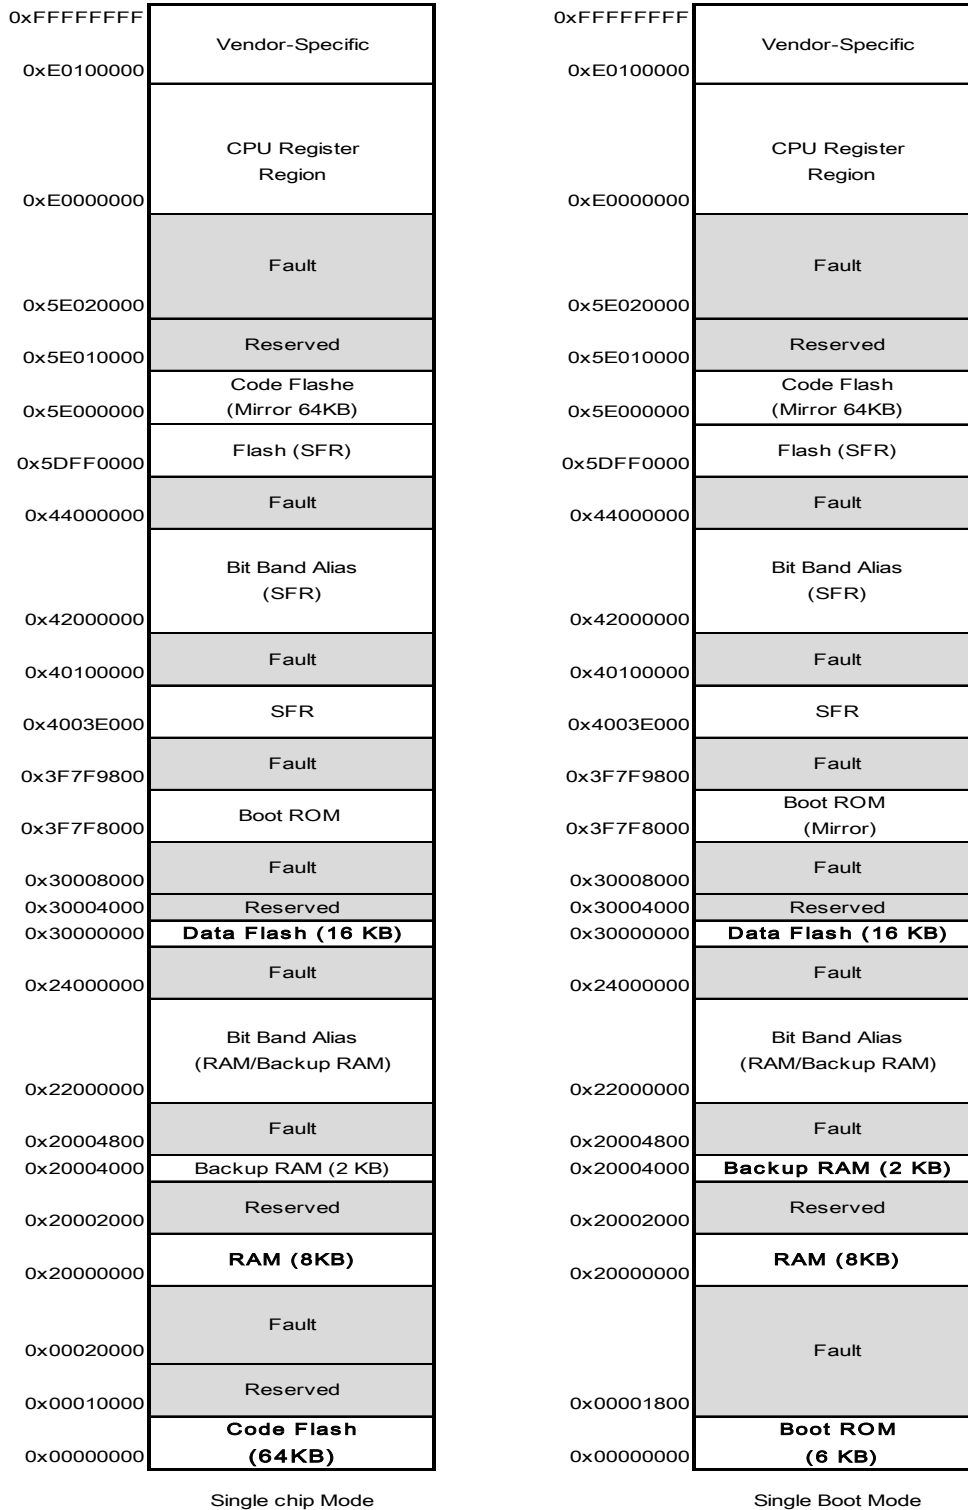 0xFFFFFFFF
Vendor-Specific
0xE0100000
CPU Register
Region
0xE0000000
Fault
0x5E020000
Reserved
0x5E010000
Code Flashe
(Mirror 64KB)
0x5E000000
Flash (SFR)
0x5DFF0000
Fault
0x44000000
Bit Band Alias
(SFR)
0x42000000
Fault
0x40100000
SFR
0x4003E000
Fault
0x3F7F9800
Boot ROM
0x3F7F8000
Fault
0x30008000
0x30004000 Reserved
0x30000000 Data Flash (16 KB)
Fault
0x24000000
Bit Band Alias
(RAM/Backup RAM)
0x22000000
Fault
0x20004800
0x20004000 Backup RAM (2 KB)
Reserved
0x20002000
RAM (8KB)
0x20000000
Fault
0x00020000
Reserved
0x00010000
Code Flash
0x00000000 (64KB)
Single chip Mode
0xFFFFFFFF
Vendor-Specific
0xE0100000
CPU Register
Region
0xE0000000
Fault
0x5E020000
Reserved
0x5E010000
Code Flash
(Mirror 64KB)
0x5E000000
Flash (SFR)
0x5DFF0000
Fault
0x44000000
Bit Band Alias
(SFR)
0x42000000
Fault
0x40100000
SFR
0x4003E000
Fault
0x3F7F9800
Boot ROM
0x3F7F8000 (Mirror)
Fault
0x30008000
0x30004000 Reserved
0x30000000 Data Flash (16 KB)
Fault
0x24000000
Bit Band Alias
(RAM/Backup RAM)
0x22000000
Fault
0x20004800
0x20004000 Backup RAM (2 KB)
Reserved
0x20002000
RAM (8KB)
0x20000000
Fault
0x00001800
Boot ROM
0x00000000 (6 KB)
Single Boot Mode